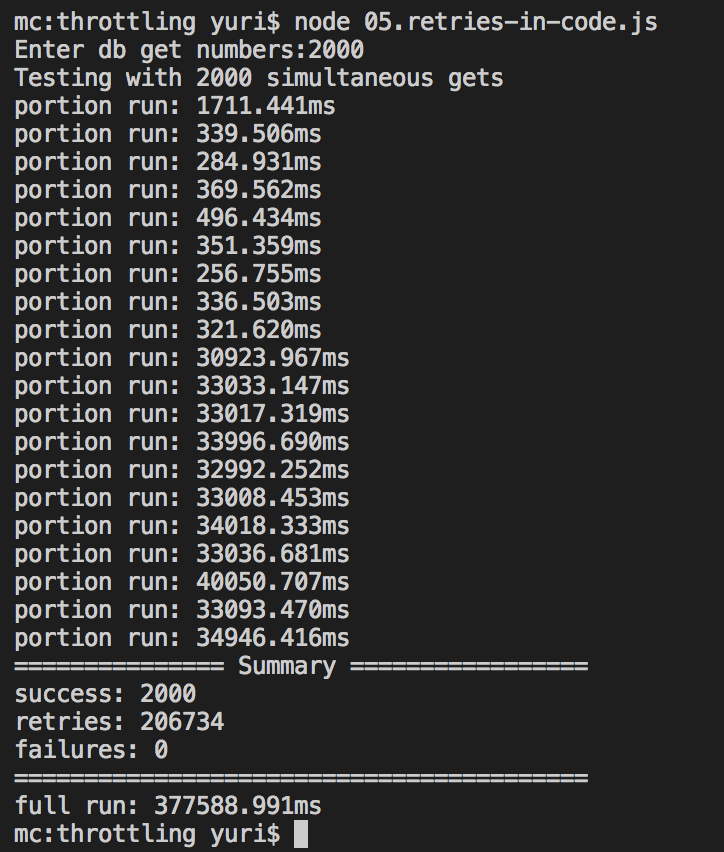 mc:throttling yuri$ node 05.retries-in-code.js
Enter db get numbers:2000
Testing with 2000 simultaneous gets
portion run: 1711.441ms
portion run: 339.506ms
portion run: 284.931ms
portion run: 369.562ms
portion run: 496.434ms
portion run: 351.359ms
portion run: 256.755ms
portion run: 336.503ms
portion run: 321.620ms
portion run: 30923.967ms
portion run: 33033.147ms
portion run: 33017.319ms
portion run: 33996.690ms
portion run: 32992.252ms
portion run: 33008.453ms
portion run: 34018.333ms
portion run: 33036.681ms
portion run: 40050.707ms
portion run: 33093.470ms
portion run: 34946.416ms
=============== Summary =================
success: 2000
retries: 206734
failures: 0
=========================================
full run: 377588.991ms
mc:throttling yuri$